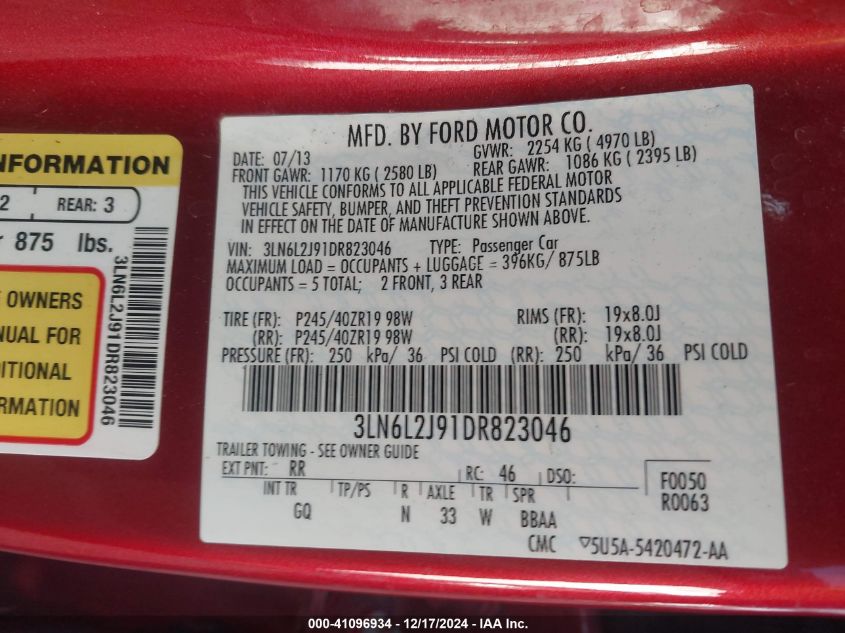 NFORMATION
2 REAR: 3
875 lbs.
OWNERS
NUAL FOR
DITIONAL
RMATION
3LN6L2J91DR823046
MFD. BY FORD MOTOR CO.
DATE: 07/13 GVWR: 2254 KG ( 4970 LB)
FRONT GAWR: 1170 KG ( 2580 LB) REAR GAWR: 1086 KG ( 2395 LB)
THIS VEHICLE CONFORMS TO ALL APPLICABLE FEDERAL MOTOR
VEHICLE SAFETY, BUMPER, AND THEFT PREVENTION STANDARDS
IN EFFECT ON THE DATE OF MANUFACTURE SHOWN ABOVE.
VIN: 3LN6L2J91DR823046 TYPE: Passenger Car
MAXIMUM LOAD = OCCUPANTS + LUGGAGE = 396KG/ 875LB
OCCUPANTS = 5 TOTAL; 2 FRONT, 3 REAR
TIRE (FR): P245/40ZR19 98W RIMS (FR): 19x8.0J
(RR): P245/40ZR19 98W (RR): 19x8.0J
PRESSURE (FR): 250 kPa/ 36 PSI COLD (RR): 250 kPa/ 36 PSI COLD
3LN6L2J91DR823046
TRAILER TOWING - SEE OWNER GUIDE
EXT PNT: RR RC: 46 DSO: F0050
R0063
INT TR TP/PS R AXLE TR SPR
GQ N 33 W BBAA
CMC ▽5U5A-5420472-AA
000-41096934 - 12/17/2024 - IAA Inc.